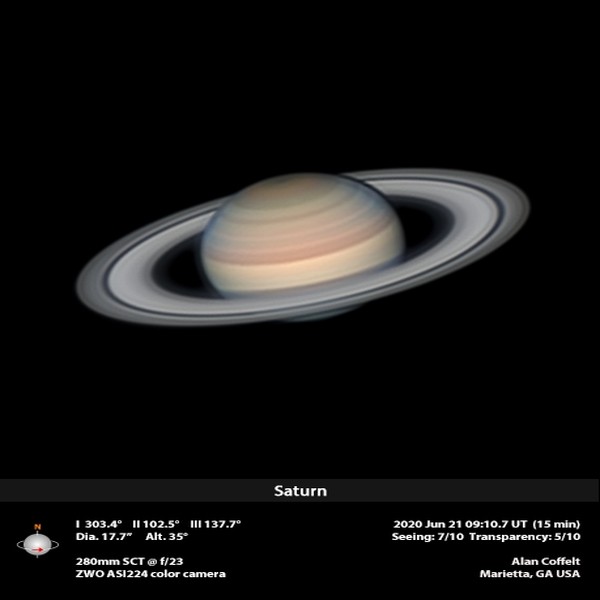 Saturn
N
I 303.4° II 102.5° III 137.7°
Dia. 17.7” Alt. 35°
280mm SCT @ f/23
ZWO ASI224 color camera
2020 Jun 21 09:10.7 UT (15 min)
Seeing: 7/10 Transparency: 5/10
Alan Coffelt
Marietta, GA USA